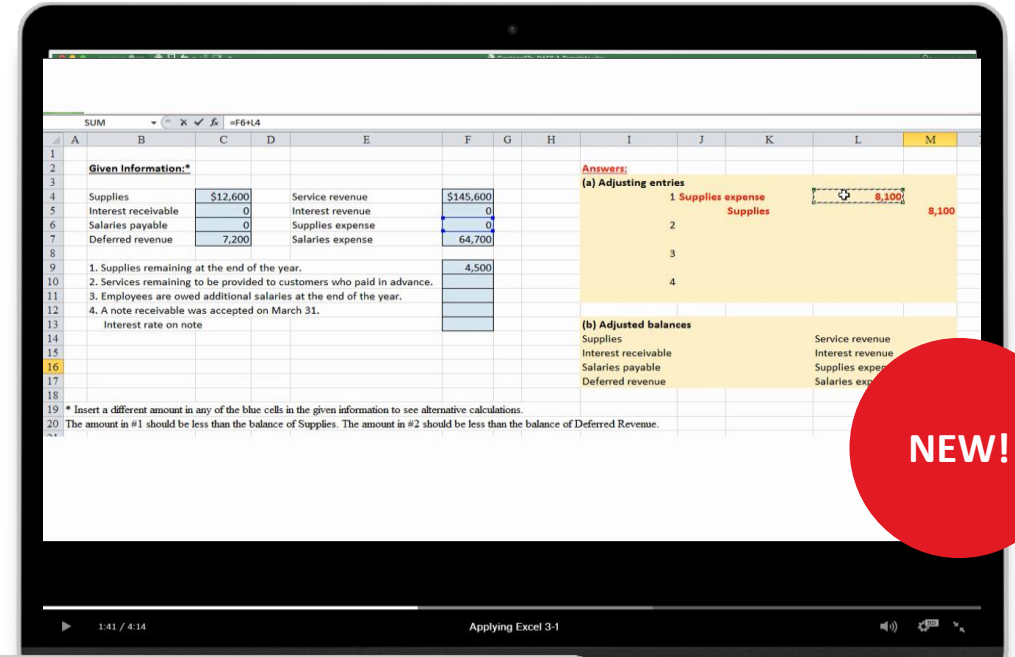 SUM =F6+L4
A B C D E F G H I J K L M
1
2 Given Information:* Answers:
3 (a) Adjusting entries
4 Supplies $12,600 Service revenue $145,600 1 Supplies expense 8,100
5 Interest receivable 0 Interest revenue 0 Supplies 8,100
6 Salaries payable 0 Supplies expense 0 2
7 Deferred revenue 7,200 Salaries expense 64,700
8 3
9 1. Supplies remaining at the end of the year. 4,500
10 2. Services remaining to be provided to customers who paid in advance. 4
11 3. Employees are owed additional salaries at the end of the year.
12 4. A note receivable was accepted on March 31.
13 Interest rate on note (b) Adjusted balances
14 Supplies Service revenue
15 Interest receivable Interest revenue
16 Salaries payable Supplies
17 Deferred revenue Salaries
18
19 * Insert a different amount in any of the blue cells in the given information to see alternative calculations.
20 The amount in #1 should be less than the balance of Supplies. The amount in #2 should be less than the balance of Deferred Revenue.
NEW!
1:41 / 4:14 Applying Excel 3-1